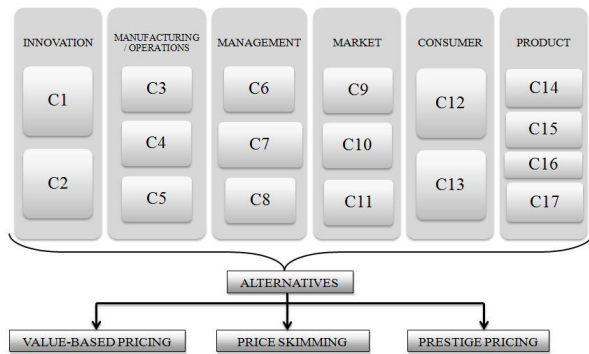 INNOVATION
C1
C2
MANUFACTURING
/ OPERATIONS
C3
C4
C5
MANAGEMENT
C6
C7
C8
MARKET
C9
C10
C11
CONSUMER
C12
C13
PRODUCT
C14
C15
C16
C17
ALTERNATIVES
VALUE-BASED PRICING
PRICE SKIMMING
PRESTIGE PRICING